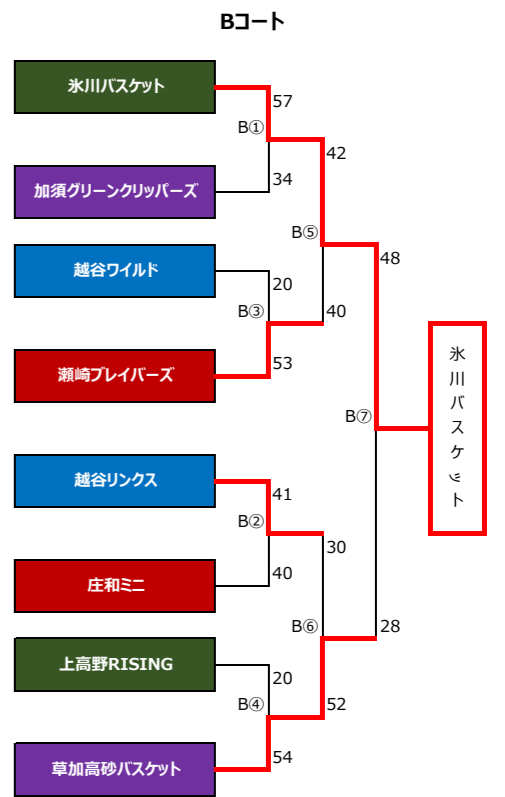 Bコート
氷川バスケット
57
B①
42
34
加須グリーンクリッパーズ
B⑤
越谷ワイルド
48
20
B③
40
53
瀬崎ブレイバーズ
氷川バスケット
B⑦
越谷リンクス
41
B②
30
40
庄和ミニ
B⑥
28
上高野RISING
20
B④
52
54
草加高砂バスケット